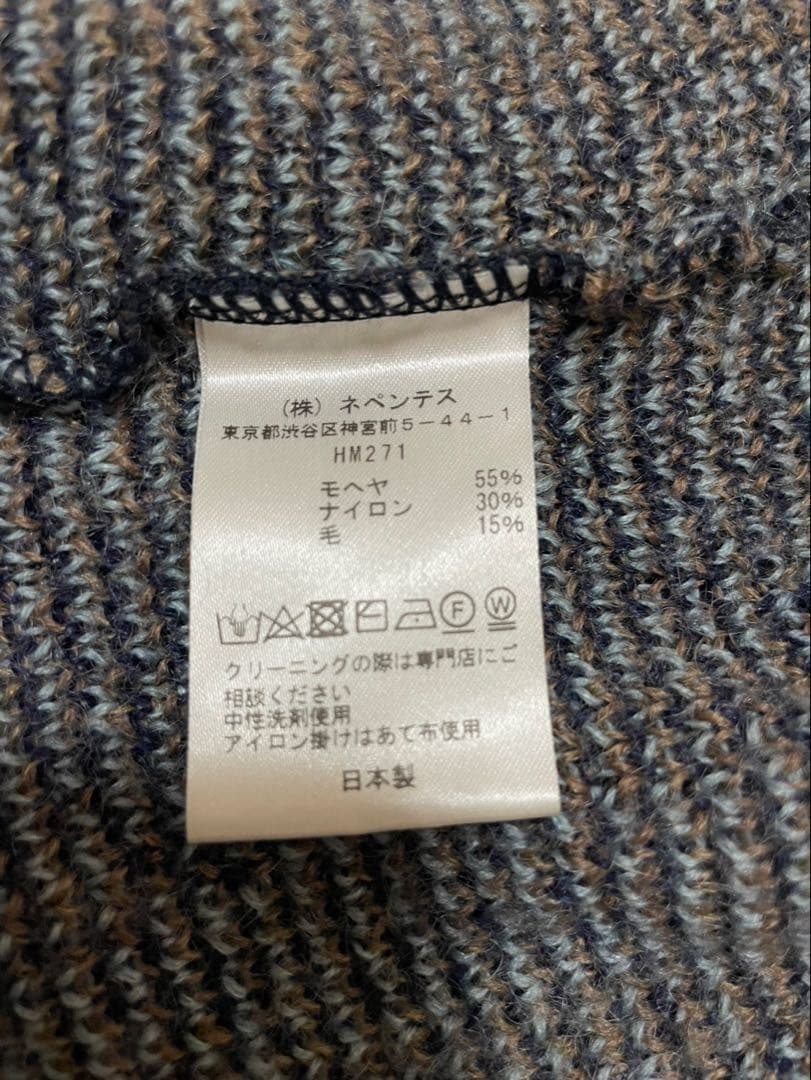 (株) ネペンテス
東京都渋谷区神宮前5-44-1
HM271
モヘヤ 55%
ナイロン 30%
毛 15%
F W
クリーニングの際は専門店にご
相談ください
中性洗剤使用
アイロン掛けはあて布使用
日本製